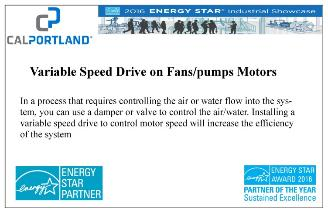 CALPORTLAND®
2016 ENERGY STAR® Industrial Showcase
Variable Speed Drive on Fans/pumps Motors
In a process that requires controlling the air or water flow into the sys-
tem, you can use a damper or valve to control the air/water. Installing a
variable speed drive to control motor speed will increase the efficiency
of the system
energy
ENERGY
STAR
PARTNER
ENERGY STAR
AWARD 2016
PARTNER OF THE YEAR
Sustained Excellence